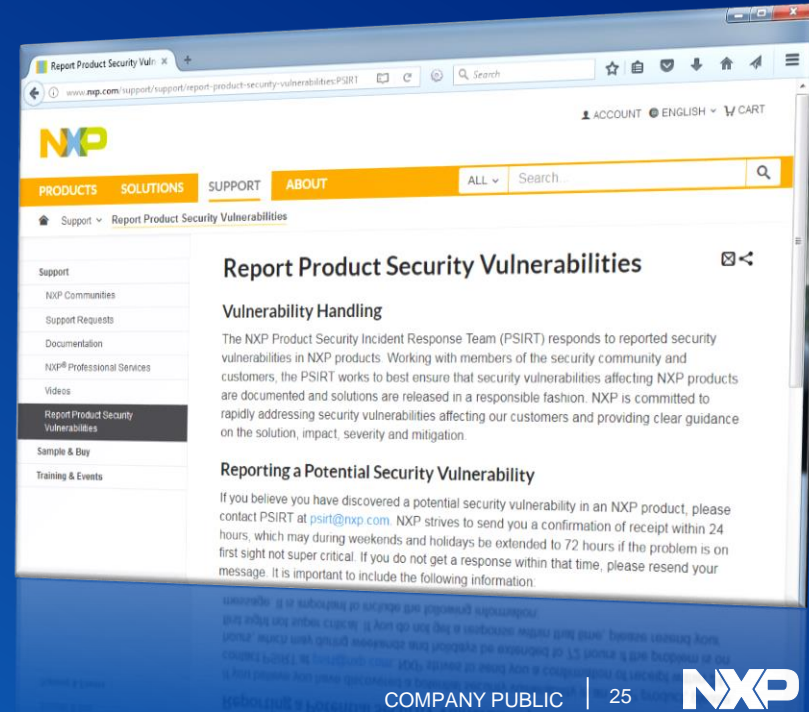 Report Product Security Vuln
www.nxp.com/support/support/report-product-security-vulnerabilities:PSIRT
Search
ACCOUNT ENGLISH CART
NXP
PRODUCTS SOLUTIONS SUPPORT ABOUT ALL Search...
Support Report Product Security Vulnerabilities
Support
NXP Communities
Support Requests
Documentation
NXP® Professional Services
Videos
Report Product Security
Vulnerabilities
Sample & Buy
Training & Events
Report Product Security Vulnerabilities
Vulnerability Handling
The NXP Product Security Incident Response Team (PSIRT) responds to reported security
vulnerabilities in NXP products. Working with members of the security community and
customers, the PSIRT works to best ensure that security vulnerabilities affecting NXP products
are documented and solutions are released in a responsible fashion. NXP is committed to
rapidly addressing security vulnerabilities affecting our customers and providing clear guidance
on the solution, impact, severity and mitigation.
Reporting a Potential Security Vulnerability
If you believe you have discovered a potential security vulnerability in an NXP product, please
contact PSIRT at psirt@nxp.com. NXP strives to send you a confirmation of receipt within 24
hours, which may during weekends and holidays be extended to 72 hours if the problem is on
first sight not super critical. If you do not get a response within that time, please resend your
message. It is important to include the following information:
COMPANY PUBLIC | 25
NXP